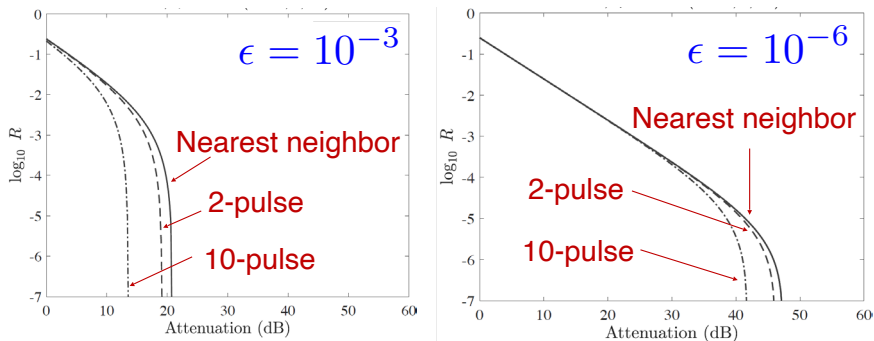 ϵ = 10⁻³
-0
-1
-2
-3
-4
-5
-6
-7
log₁₀ R
Nearest neighbor
2-pulse
10-pulse
0 10 20 30 40 50 60
Attenuation (dB)
ϵ = 10⁻⁶
-0
-1
-2
-3
-4
-5
-6
-7
log₁₀ R
Nearest neighbor
2-pulse
10-pulse
0 10 20 30 40 50 60
Attenuation (dB)